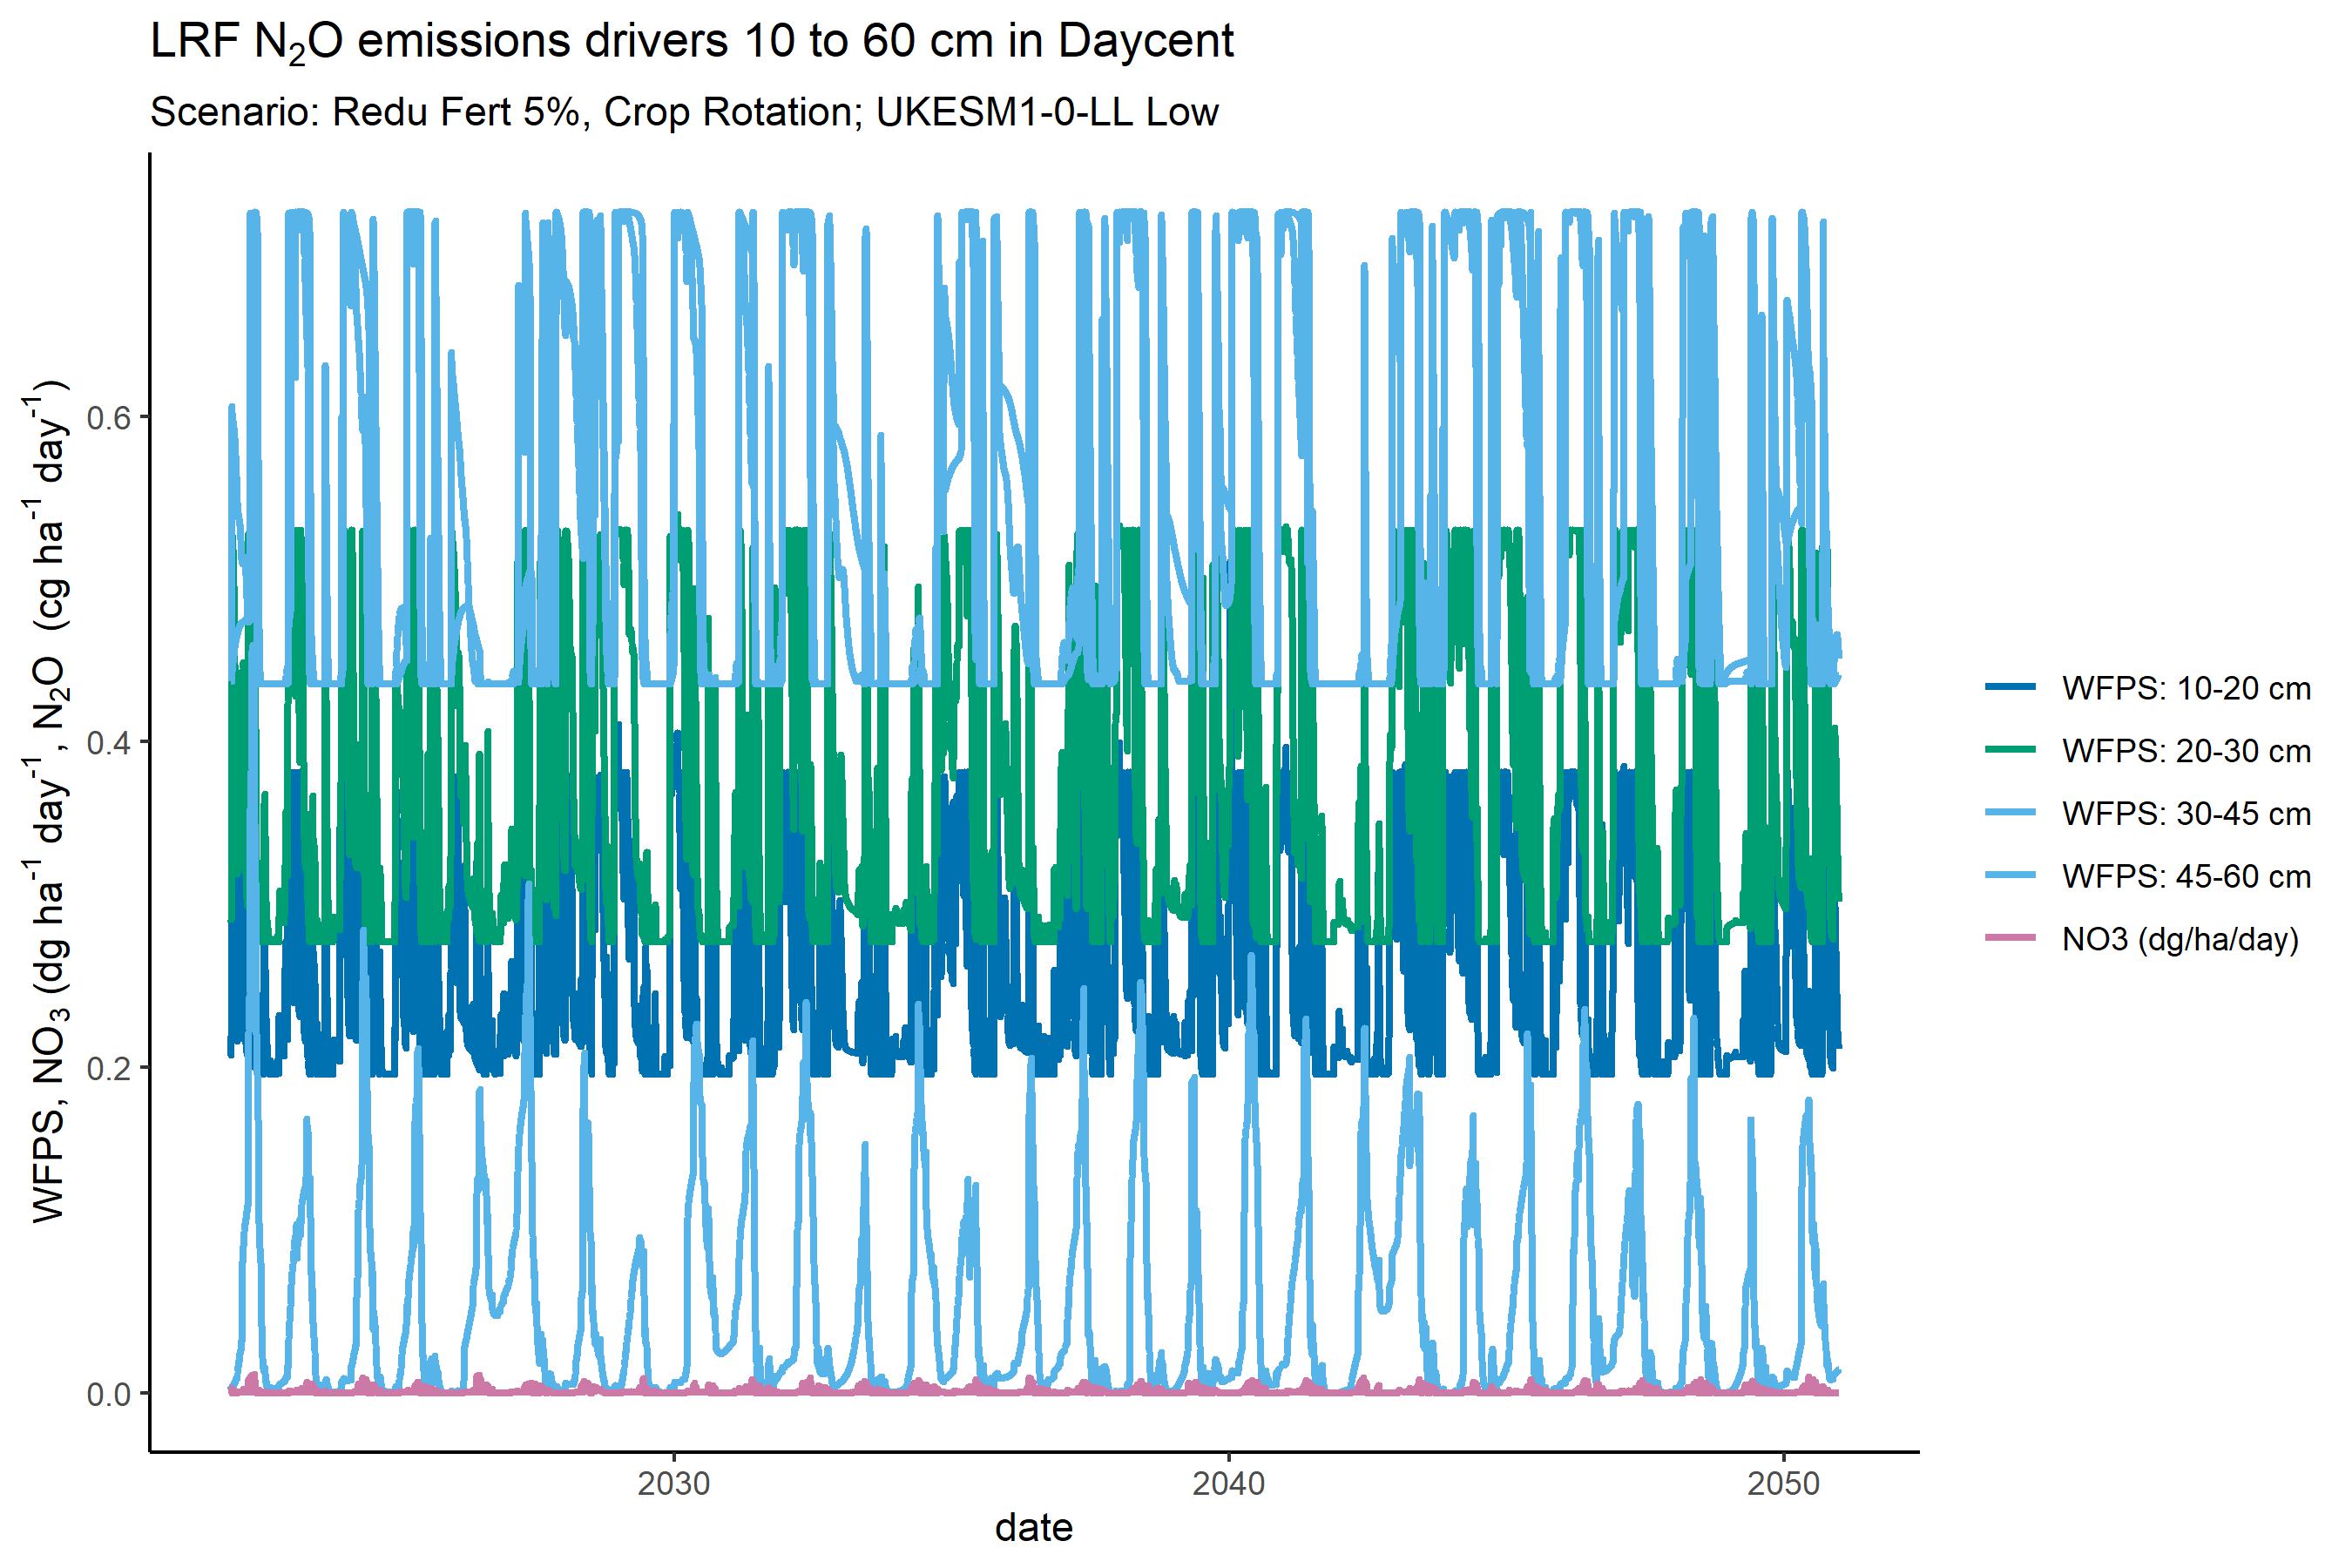 LRF N₂O emissions drivers 10 to 60 cm in Daycent
Scenario: Redu Fert 5%, Crop Rotation; UKESM1-0-LL Low
WFPS, NO₃ (dg ha⁻¹ day⁻¹, N₂O (cg ha⁻¹ day⁻¹)
0.6
0.4
0.2
0.0
2030
2040
2050
date
WFPS: 10-20 cm
WFPS: 20-30 cm
WFPS: 30-45 cm
WFPS: 45-60 cm
NO3 (dg/ha/day)